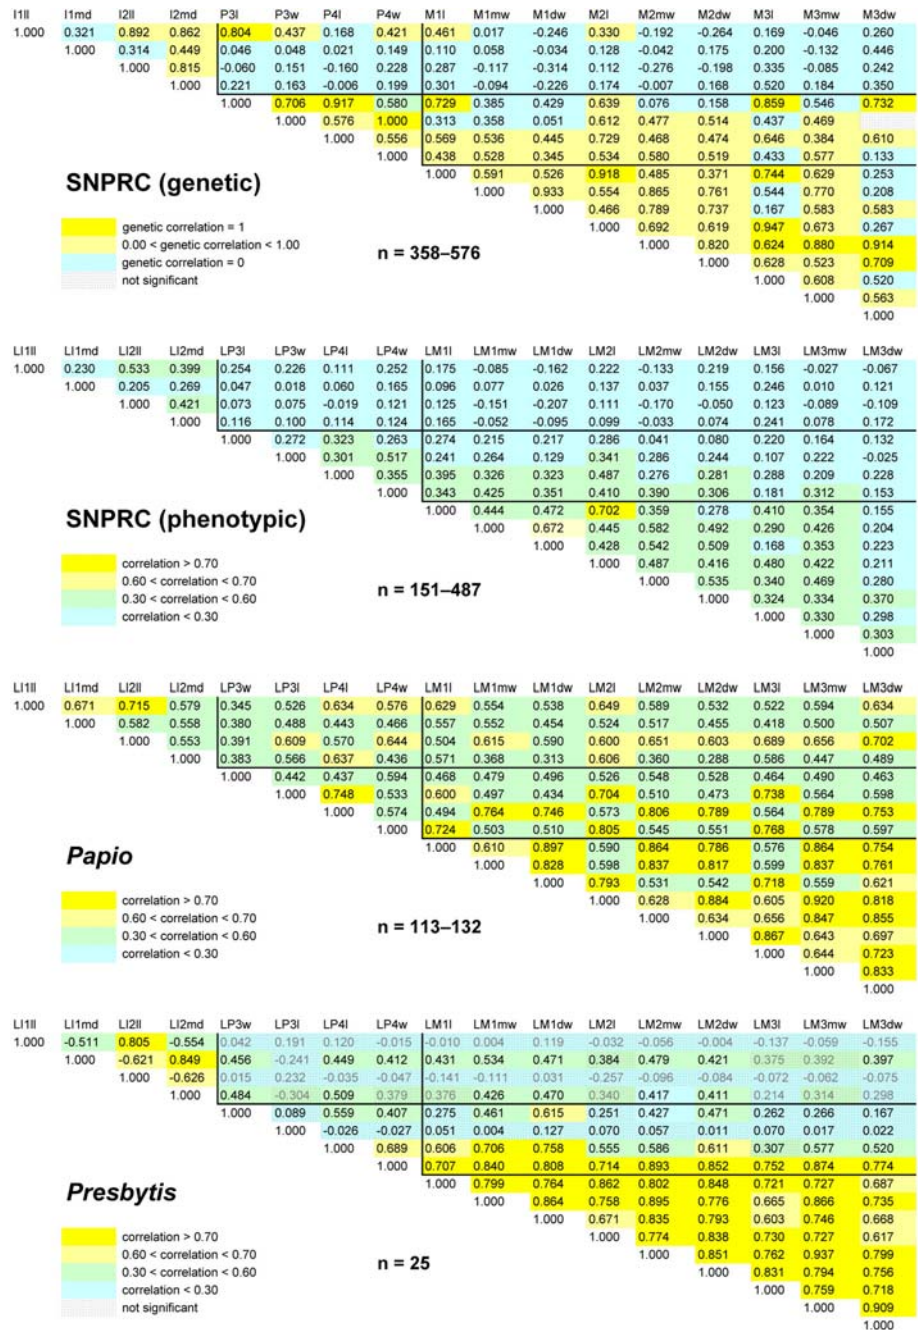 I1ll I1md I2ll I2md P3l P3w P4l P4w M1l M1mw M1dw M2l M2mw M2dw M3l M3mw M3dw
1.000 0.321 0.892 0.862 0.804 0.437 0.168 0.421 0.461 0.017 -0.246 0.330 -0.192 -0.264 0.169 -0.046 0.260
1.000 0.314 0.449 0.046 0.048 0.021 0.149 0.110 0.058 -0.034 0.128 -0.042 0.175 0.200 -0.132 0.446
1.000 0.815 -0.060 0.151 -0.160 0.228 0.287 -0.117 -0.314 0.112 -0.276 -0.198 0.335 -0.085 0.242
1.000 0.221 0.163 -0.006 0.199 0.301 -0.094 -0.226 0.174 -0.007 0.168 0.520 0.184 0.350
1.000 0.706 0.917 0.580 0.729 0.385 0.429 0.639 0.076 0.158 0.859 0.546 0.732
1.000 0.576 1.000 0.313 0.358 0.051 0.612 0.477 0.514 0.437 0.469
1.000 0.556 0.569 0.536 0.445 0.729 0.468 0.474 0.646 0.384 0.610
1.000 0.438 0.528 0.345 0.534 0.580 0.519 0.433 0.577 0.133
SNPRC (genetic) 1.000 0.591 0.526 0.918 0.485 0.371 0.744 0.629 0.253
1.000 0.933 0.554 0.865 0.761 0.544 0.770 0.208
1.000 0.466 0.789 0.737 0.167 0.583 0.583
genetic correlation = 1 1.000 0.692 0.619 0.947 0.673 0.267
0.00 < genetic correlation < 1.00 n = 358–576 1.000 0.820 0.624 0.880 0.914
genetic correlation = 0 1.000 0.628 0.523 0.709
not significant 1.000 0.608 0.520
1.000 0.563
1.000
LI1ll LI1md LI2ll LI2md LP3l LP3w LP4l LP4w LM1l LM1mw LM1dw LM2l LM2mw LM2dw LM3l LM3mw LM3dw
1.000 0.230 0.533 0.399 0.254 0.226 0.111 0.252 0.175 -0.085 -0.162 0.222 -0.133 0.219 0.156 -0.027 -0.067
1.000 0.205 0.269 0.047 0.018 0.060 0.165 0.096 0.077 0.026 0.137 0.037 0.155 0.246 0.010 0.121
1.000 0.421 0.073 0.075 -0.019 0.121 0.125 -0.151 -0.207 0.111 -0.170 -0.050 0.123 -0.089 -0.109
1.000 0.116 0.100 0.114 0.124 0.165 -0.052 -0.095 0.099 -0.033 0.074 0.241 0.078 0.172
1.000 0.272 0.323 0.263 0.274 0.215 0.217 0.286 0.041 0.080 0.220 0.164 0.132
1.000 0.301 0.517 0.241 0.264 0.129 0.341 0.286 0.244 0.107 0.222 -0.025
1.000 0.355 0.395 0.326 0.323 0.487 0.276 0.281 0.288 0.209 0.228
1.000 0.343 0.425 0.351 0.410 0.390 0.306 0.181 0.312 0.153
SNPRC (phenotypic) 1.000 0.444 0.472 0.702 0.359 0.278 0.410 0.354 0.155
1.000 0.672 0.445 0.582 0.492 0.290 0.426 0.204
1.000 0.428 0.542 0.509 0.168 0.353 0.223
correlation > 0.70 1.000 0.487 0.416 0.480 0.422 0.211
0.60 < correlation < 0.70 n = 151–487 1.000 0.535 0.340 0.469 0.280
0.30 < correlation < 0.60 1.000 0.324 0.334 0.370
correlation < 0.30 1.000 0.330 0.298
1.000 0.303
1.000
LI1ll LI1md LI2ll LI2md LP3w LP3l LP4l LP4w LM1l LM1mw LM1dw LM2l LM2mw LM2dw LM3l LM3mw LM3dw
1.000 0.671 0.715 0.579 0.345 0.526 0.634 0.576 0.629 0.554 0.538 0.649 0.589 0.532 0.522 0.594 0.634
1.000 0.582 0.558 0.380 0.488 0.443 0.466 0.557 0.552 0.454 0.524 0.517 0.455 0.418 0.500 0.507
1.000 0.553 0.391 0.609 0.570 0.644 0.504 0.615 0.590 0.600 0.651 0.603 0.689 0.656 0.702
1.000 0.383 0.566 0.637 0.436 0.571 0.368 0.313 0.606 0.360 0.288 0.586 0.447 0.489
1.000 0.442 0.437 0.594 0.468 0.479 0.496 0.526 0.548 0.528 0.464 0.490 0.463
1.000 0.748 0.533 0.600 0.497 0.434 0.704 0.510 0.473 0.738 0.564 0.598
1.000 0.574 0.494 0.764 0.746 0.573 0.806 0.789 0.564 0.789 0.753
1.000 0.724 0.503 0.510 0.805 0.545 0.551 0.768 0.578 0.597
Papio 1.000 0.610 0.897 0.590 0.864 0.786 0.576 0.864 0.754
1.000 0.828 0.598 0.837 0.817 0.599 0.837 0.761
1.000 0.793 0.531 0.542 0.718 0.559 0.621
correlation > 0.70 1.000 0.628 0.884 0.605 0.920 0.818
0.60 < correlation < 0.70 n = 113–132 1.000 0.634 0.656 0.847 0.855
0.30 < correlation < 0.60 1.000 0.867 0.643 0.697
correlation < 0.30 1.000 0.644 0.723
1.000 0.833
1.000
LI1ll LI1md LI2ll LI2md LP3w LP3l LP4l LP4w LM1l LM1mw LM1dw LM2l LM2mw LM2dw LM3l LM3mw LM3dw
1.000 -0.511 0.805 -0.554 0.042 0.191 0.120 -0.015 -0.010 0.004 0.119 -0.032 -0.056 -0.004 -0.137 -0.059 -0.155
1.000 -0.621 0.849 0.456 -0.241 0.449 0.412 0.431 0.534 0.471 0.384 0.479 0.421 0.375 0.392 0.397
1.000 -0.626 0.015 0.232 -0.035 -0.047 -0.141 -0.111 0.031 -0.257 -0.096 -0.084 -0.072 -0.062 -0.075
1.000 0.484 -0.304 0.509 0.379 0.376 0.426 0.470 0.340 0.417 0.411 0.214 0.314 0.298
1.000 0.089 0.559 0.407 0.275 0.461 0.615 0.251 0.427 0.471 0.262 0.266 0.167
1.000 -0.026 -0.027 0.051 0.004 0.127 0.070 0.057 0.011 0.070 0.017 0.022
1.000 0.689 0.606 0.706 0.758 0.555 0.586 0.611 0.307 0.577 0.520
1.000 0.707 0.840 0.808 0.714 0.893 0.852 0.752 0.874 0.774
Presbytis 1.000 0.799 0.764 0.862 0.802 0.848 0.721 0.727 0.687
1.000 0.864 0.758 0.895 0.776 0.665 0.866 0.735
1.000 0.671 0.835 0.793 0.603 0.746 0.668
correlation > 0.70 1.000 0.774 0.838 0.730 0.727 0.617
0.60 < correlation < 0.70 n = 25 1.000 0.851 0.762 0.937 0.799
0.30 < correlation < 0.60 1.000 0.831 0.794 0.756
correlation < 0.30 1.000 0.759 0.718
not significant 1.000 0.909
1.000